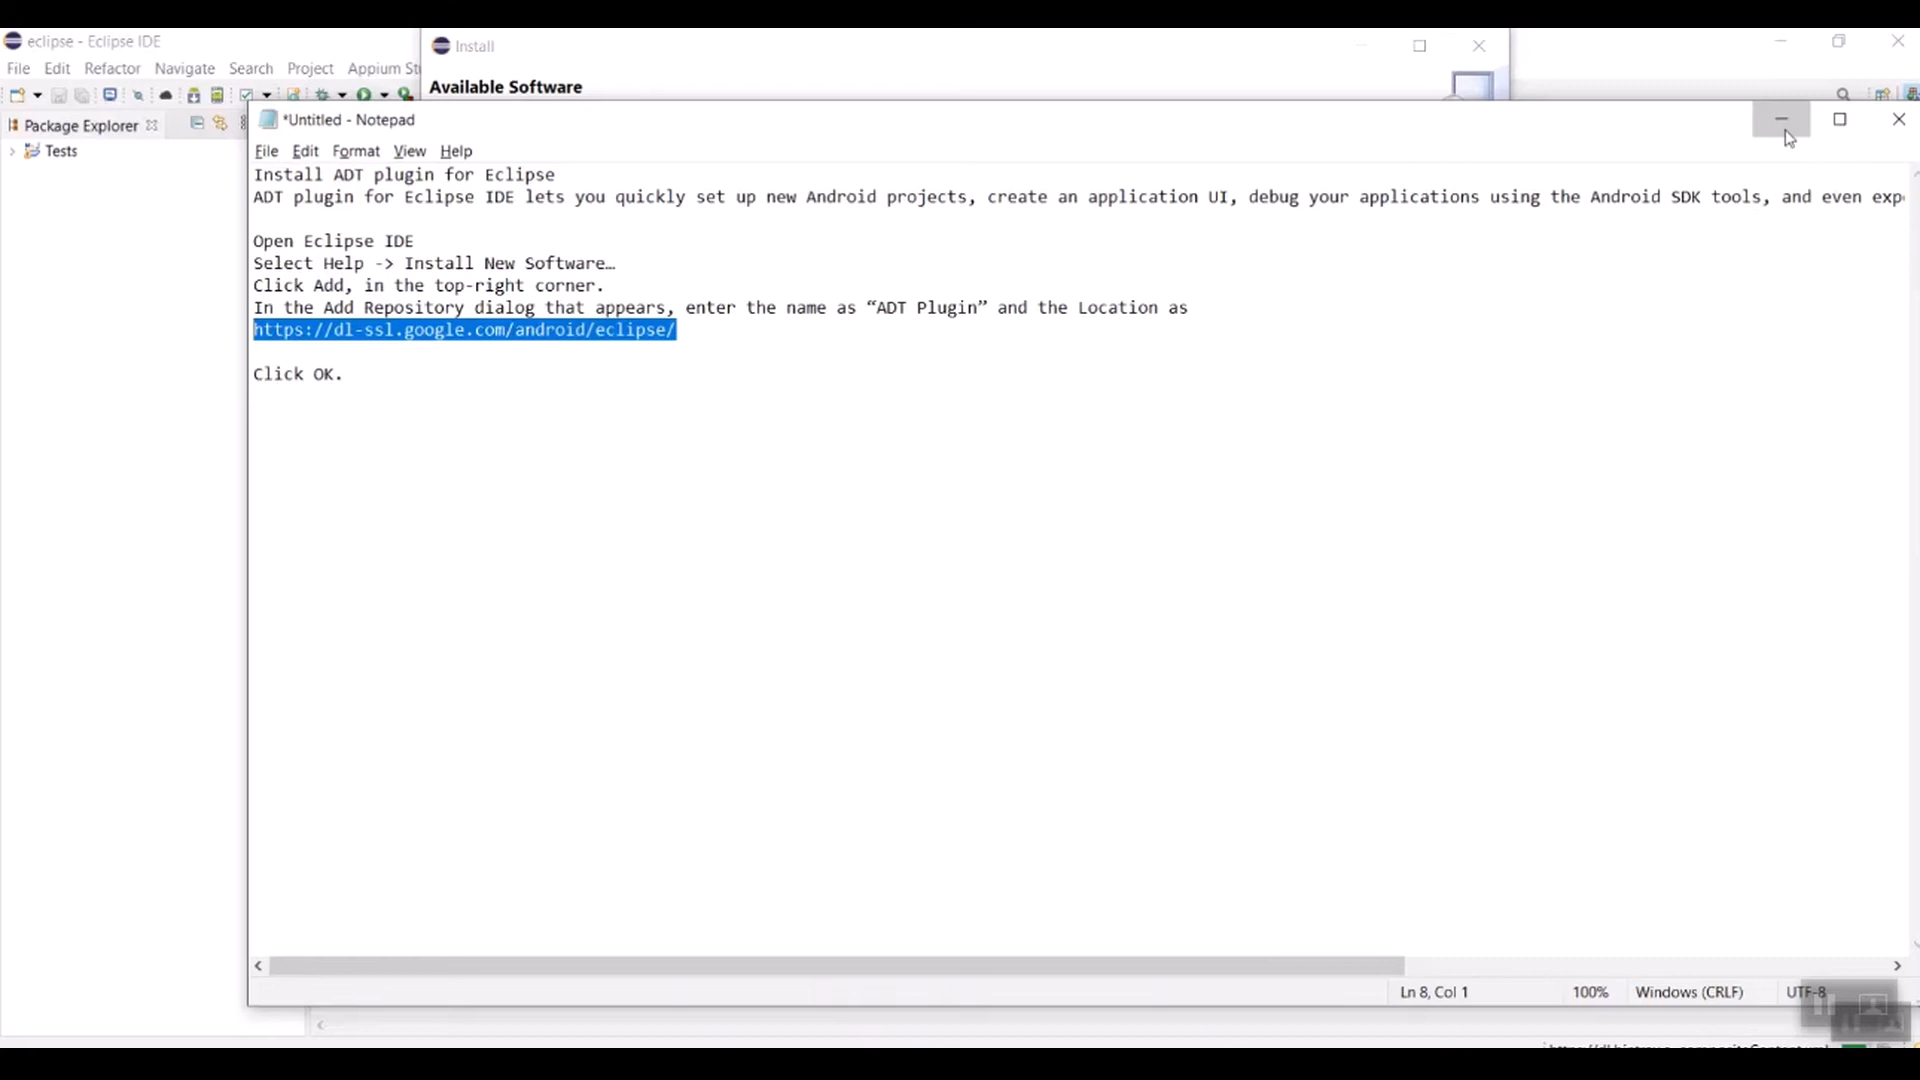 eclipse - Eclipse IDE
Install
File Edit Refactor Navigate Search Project Appium
Available Software
Package Explorer
Tests
*Untitled - Notepad
File Edit Format View Help
Install ADT plugin for Eclipse
ADT plugin for Eclipse IDE lets you quickly set up new Android projects, create an application UI, debug your applications using the Android SDK tools, and even exp
Open Eclipse IDE
Select Help -> Install New Software…
Click Add, in the top-right corner.
In the Add Repository dialog that appears, enter the name as “ADT Plugin” and the Location as
https://dl-ssl.google.com/android/eclipse/
Click OK.
Ln 8, Col 1 100% Windows (CRLF) UTF-8